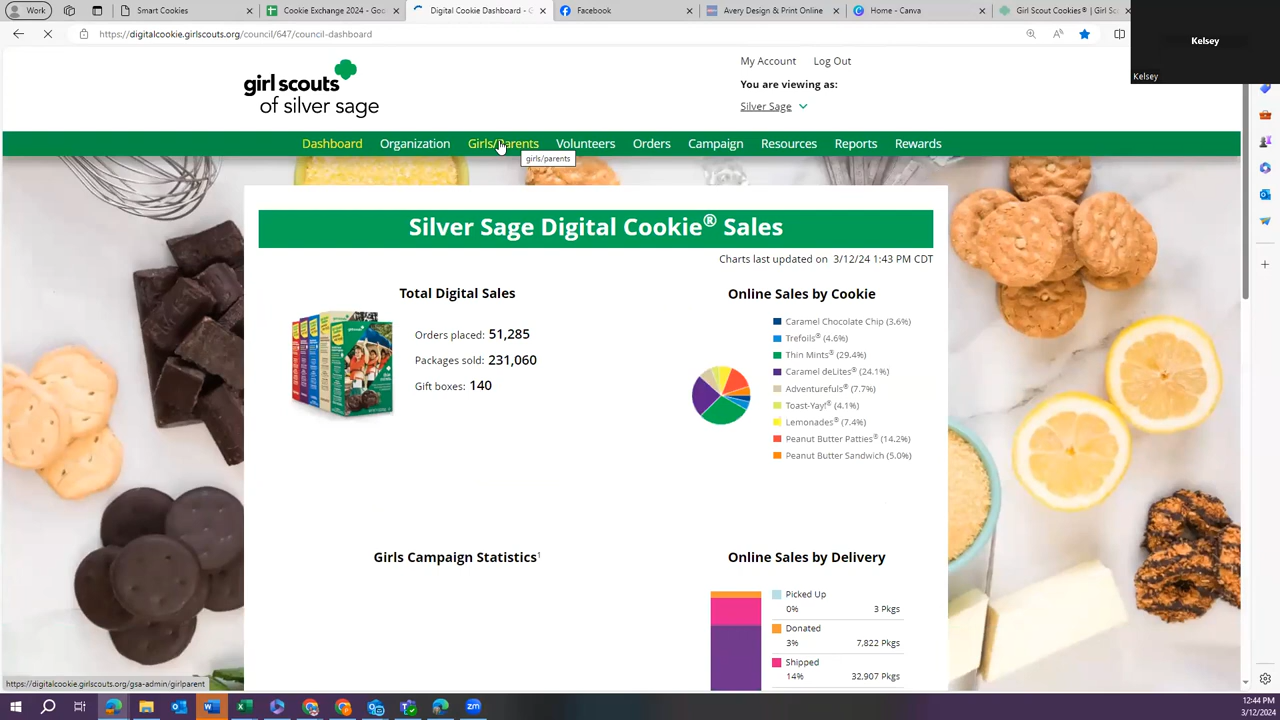 Work
Smart Cookies
Cookie Exchange 2024 - Goo
Digital Cookie Dashboard - G
Facebook
Avery Design & Print Online
Home - Canva
Girl Scout Cookies® | Girl Sc
https://digitalcookie.girlscouts.org/council/647/council-dashboard
Kelsey
Kelsey
girl scouts
of silver sage
My Account
Log Out
You are viewing as:
Silver Sage
Dashboard
Organization
Girls/Parents
Volunteers
Orders
Campaign
Resources
Reports
Rewards
girls/parents
Silver Sage Digital Cookie® Sales
Charts last updated on 3/12/24 1:43 PM CDT
Total Digital Sales
Orders placed: 51,285
Packages sold: 231,060
Gift boxes: 140
Online Sales by Cookie
Caramel Chocolate Chip (3.6%)
Trefoils® (4.6%)
Thin Mints® (29.4%)
Caramel deLites® (24.1%)
Adventurefuls® (7.7%)
Toast-Yay!® (4.1%)
Lemonades® (7.4%)
Peanut Butter Patties® (14.2%)
Peanut Butter Sandwich (5.0%)
Girls Campaign Statistics¹
Online Sales by Delivery
Picked Up
0% 3 Pkgs
Donated
3% 7,822 Pkgs
Shipped
14% 32,907 Pkgs
https://digitalcookie.girlscouts.org/gsa-admin/girlparent
12:44 PM
3/12/2024